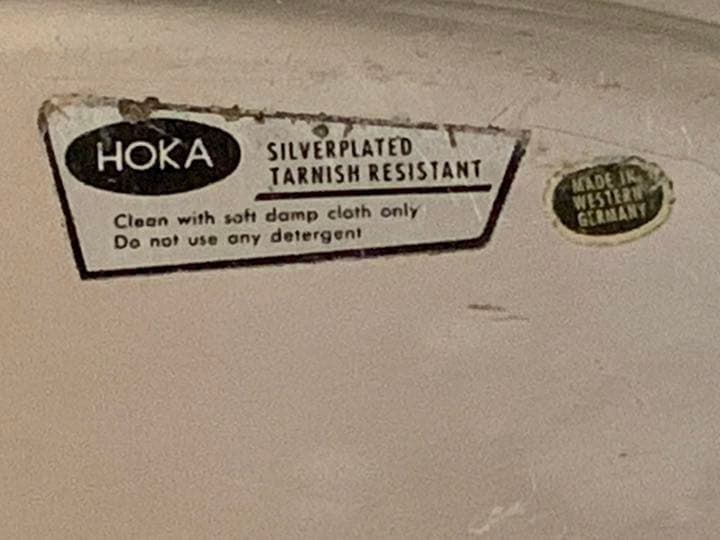 HOKA
SILVERPLATED
TARNISH RESISTANT
Clean with soft damp cloth only
Do not use any detergent
MADE IN
WESTERN
GERMANY